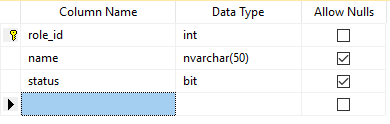 Column Name Data Type Allow Nulls
role_id int
name nvarchar(50)
status bit